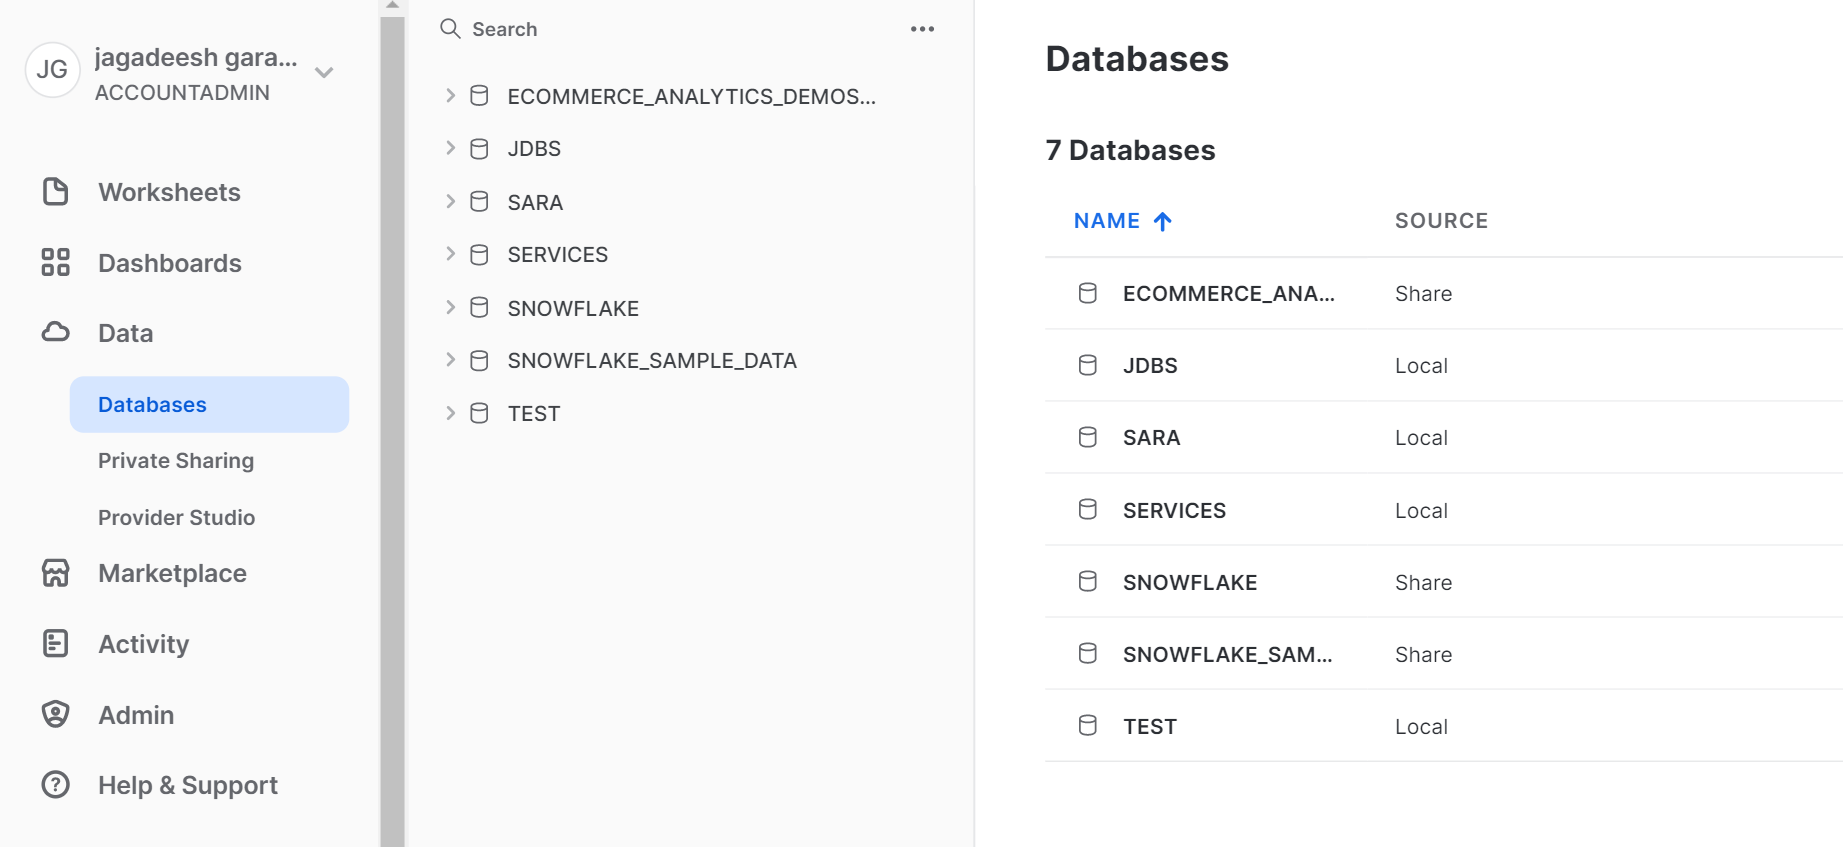 JG
jagadeesh gara...
ACCOUNTADMIN
Worksheets
Dashboards
Data
Databases
Private Sharing
Provider Studio
Marketplace
Activity
Admin
Help & Support
Search
ECOMMERCE_ANALYTICS_DEMOS...
JDBS
SARA
SERVICES
SNOWFLAKE
SNOWFLAKE_SAMPLE_DATA
TEST
Databases
7 Databases
NAME SOURCE
ECOMMERCE_ANA... Share
JDBS Local
SARA Local
SERVICES Local
SNOWFLAKE Share
SNOWFLAKE_SAM... Share
TEST Local